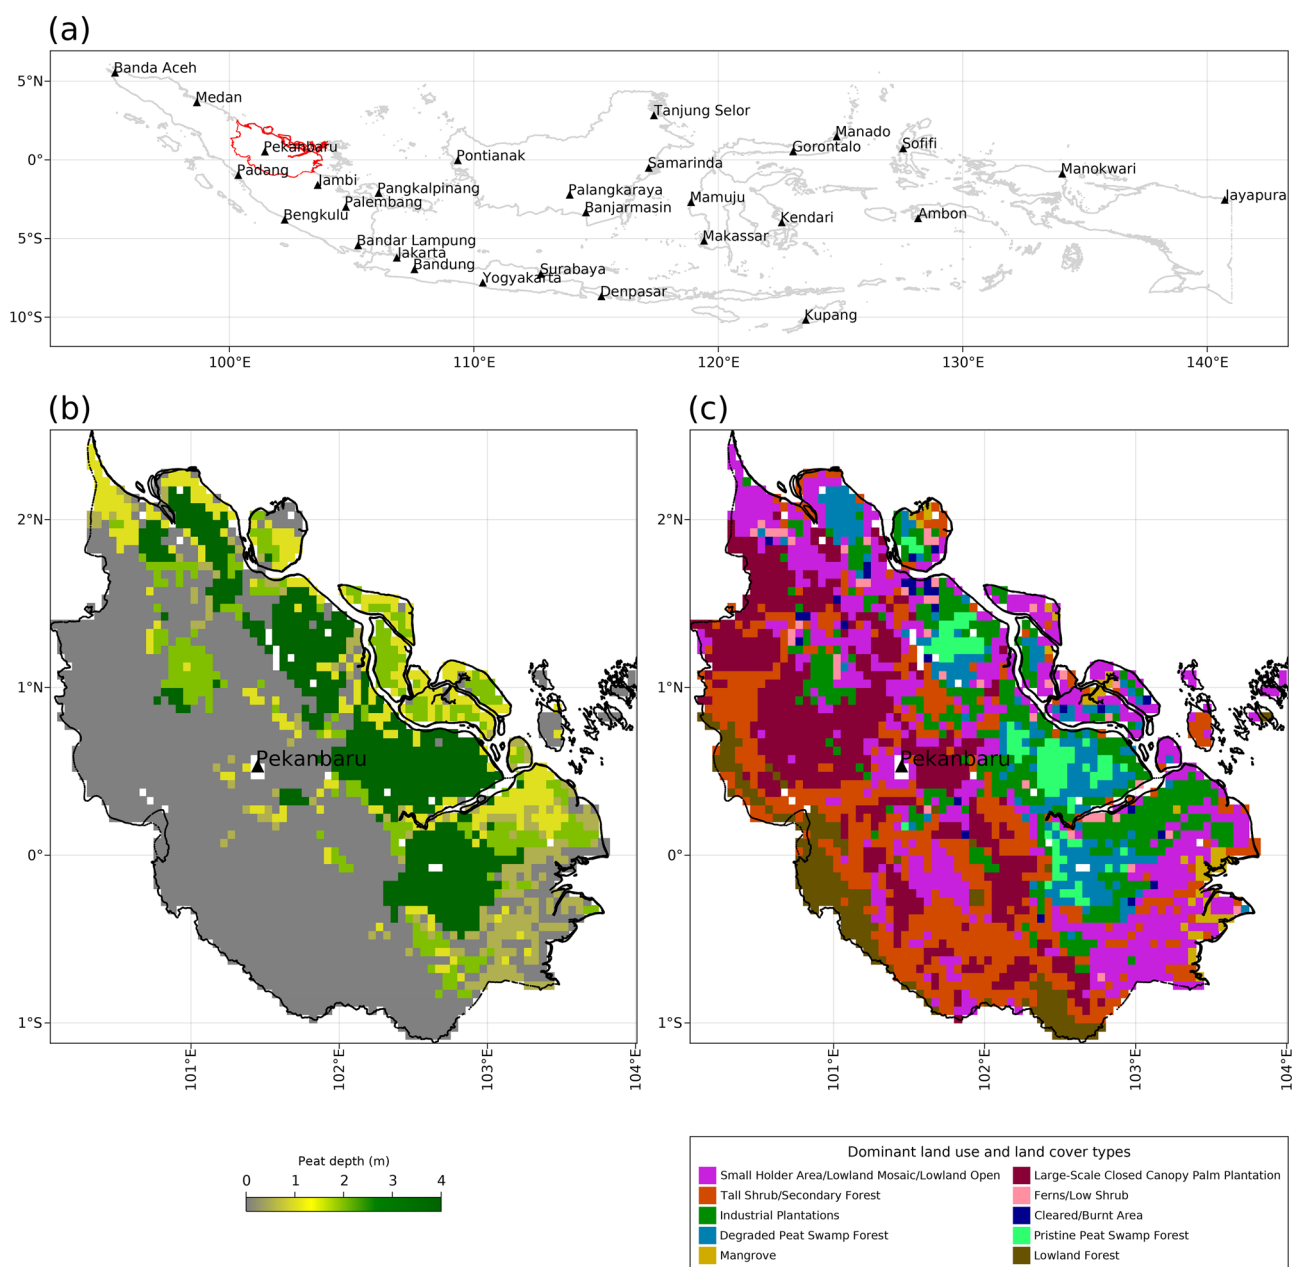 (a)
5°N
0°
5°S
10°S
Banda Aceh
Medan
Pekanbaru
Padang
Jambi
Pangkalpinang
Palembang
Bengkulu
Bandar Lampung
Jakarta
Bandung
Yogyakarta
Surabaya
Denpasar
Pontianak
Palangkaraya
Banjarmasin
Tanjung Selor
Samarinda
Mamuju
Makassar
Kendari
Gorontalo
Manado
Sofifi
Ambon
Kupang
Manokwari
Jayapura
100°E
110°E
120°E
130°E
140°E
(b)
2°N
1°N
0°
1°S
Pekanbaru
101°E
102°E
103°E
104°E
Peat depth (m)
0 1 2 3 4
(c)
2°N
1°N
0°
1°S
Pekanbaru
101°E
102°E
103°E
104°E
Dominant land use and land cover types
Small Holder Area/Lowland Mosaic/Lowland Open
Tall Shrub/Secondary Forest
Industrial Plantations
Degraded Peat Swamp Forest
Mangrove
Large-Scale Closed Canopy Palm Plantation
Ferns/Low Shrub
Cleared/Burnt Area
Pristine Peat Swamp Forest
Lowland Forest